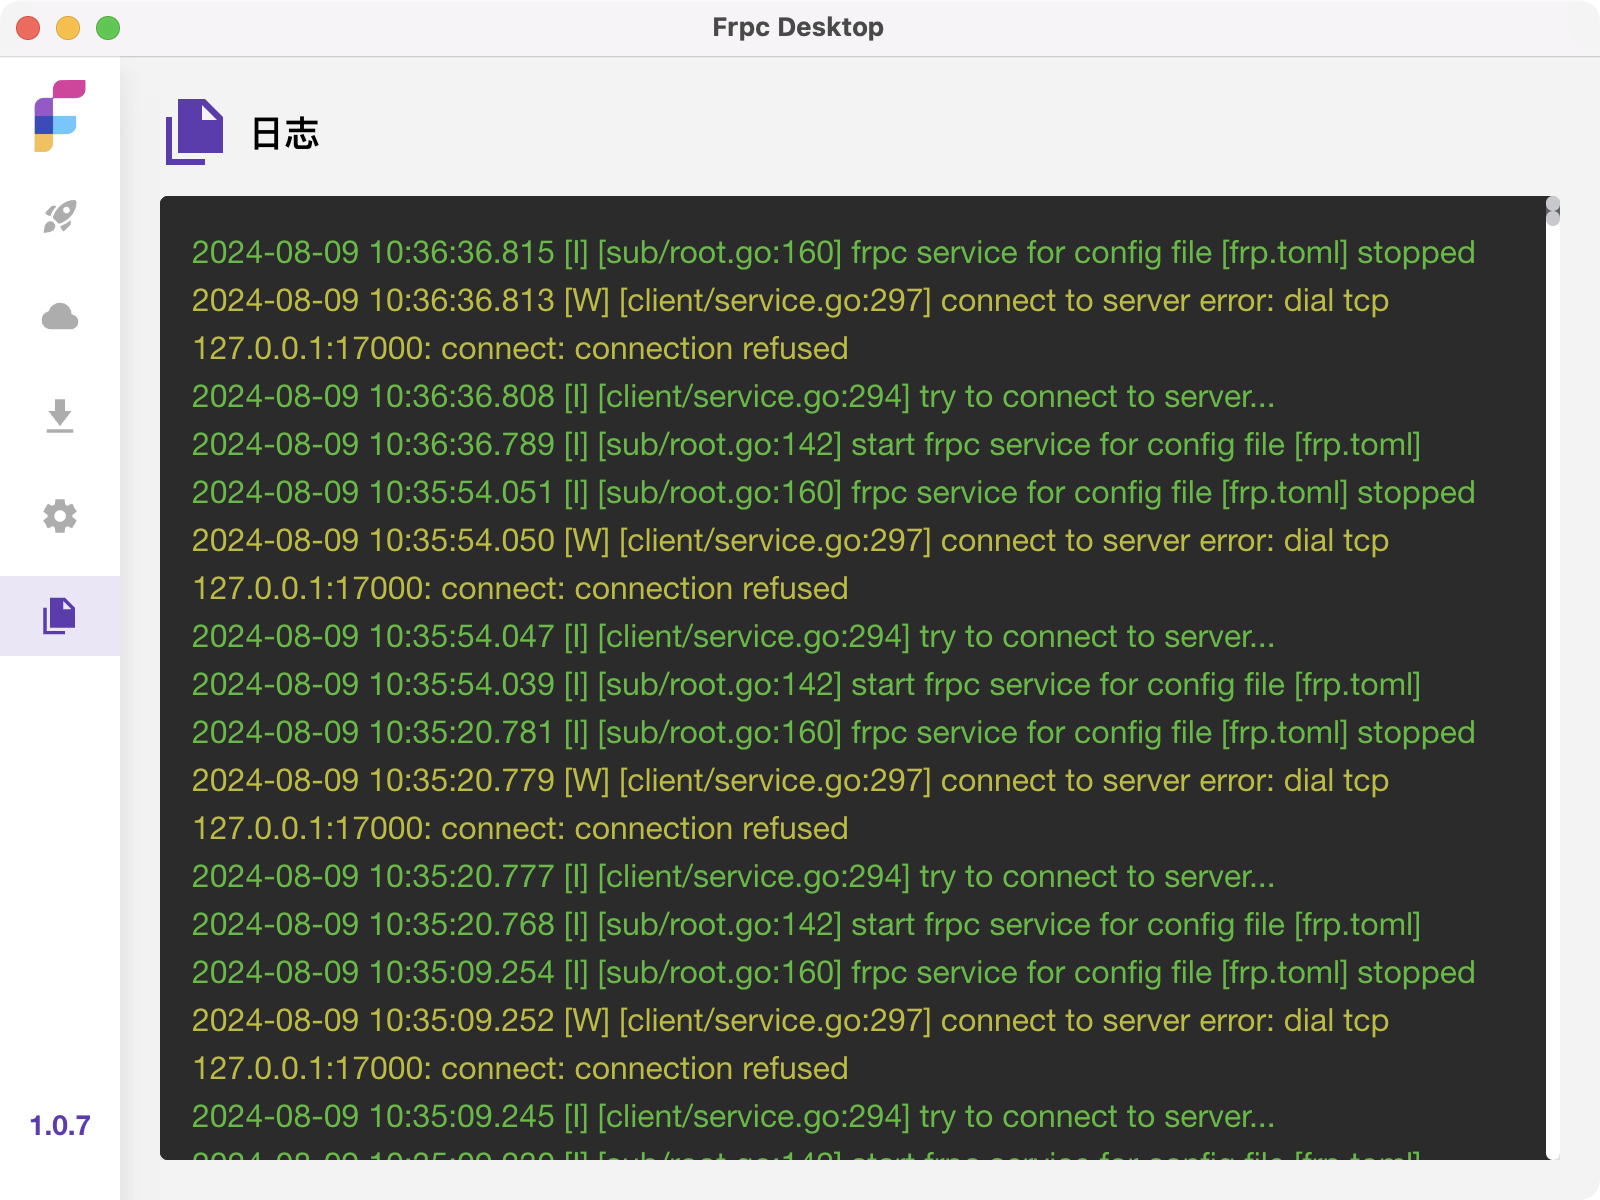 Frpc Desktop
日志
2024-08-09 10:36:36.815 [I] [sub/root.go:160] frpc service for config file [frp.toml] stopped
2024-08-09 10:36:36.813 [W] [client/service.go:297] connect to server error: dial tcp
127.0.0.1:17000: connect: connection refused
2024-08-09 10:36:36.808 [I] [client/service.go:294] try to connect to server...
2024-08-09 10:36:36.789 [I] [sub/root.go:142] start frpc service for config file [frp.toml]
2024-08-09 10:35:54.051 [I] [sub/root.go:160] frpc service for config file [frp.toml] stopped
2024-08-09 10:35:54.050 [W] [client/service.go:297] connect to server error: dial tcp
127.0.0.1:17000: connect: connection refused
2024-08-09 10:35:54.047 [I] [client/service.go:294] try to connect to server...
2024-08-09 10:35:54.039 [I] [sub/root.go:142] start frpc service for config file [frp.toml]
2024-08-09 10:35:20.781 [I] [sub/root.go:160] frpc service for config file [frp.toml] stopped
2024-08-09 10:35:20.779 [W] [client/service.go:297] connect to server error: dial tcp
127.0.0.1:17000: connect: connection refused
2024-08-09 10:35:20.777 [I] [client/service.go:294] try to connect to server...
2024-08-09 10:35:20.768 [I] [sub/root.go:142] start frpc service for config file [frp.toml]
2024-08-09 10:35:09.254 [I] [sub/root.go:160] frpc service for config file [frp.toml] stopped
2024-08-09 10:35:09.252 [W] [client/service.go:297] connect to server error: dial tcp
127.0.0.1:17000: connect: connection refused
2024-08-09 10:35:09.245 [I] [client/service.go:294] try to connect to server...
2024-08-09 [I] [sub/root.go:142] start frpc service for config file [frp.toml]
1.0.7